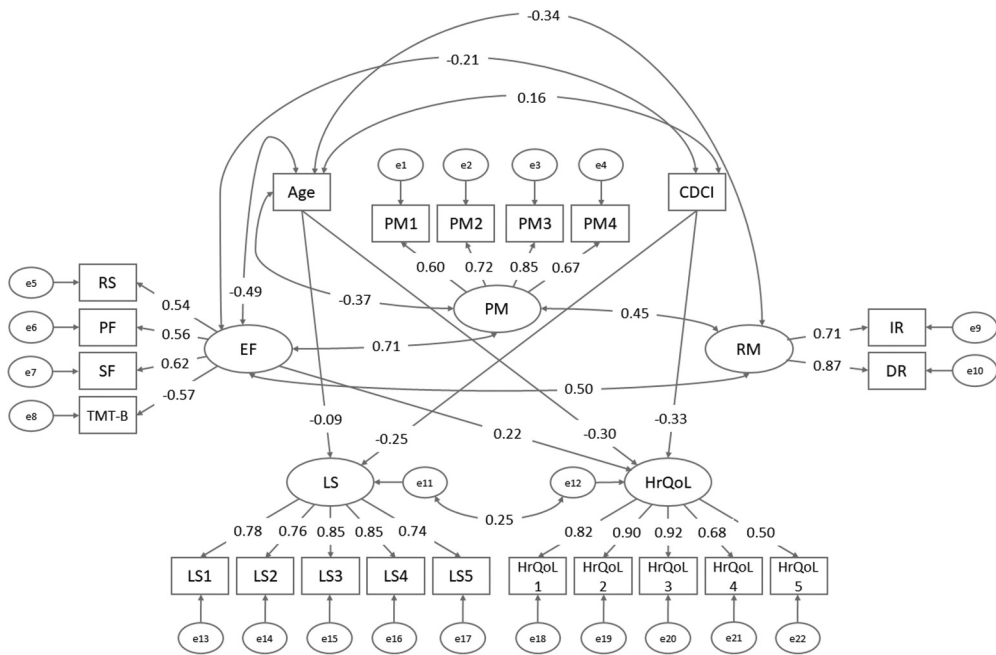 -0.34
-0.21
0.16
e1 e2 e3 e4
Age CDCI
PM1 PM2 PM3 PM4
0.60 0.72 0.85 0.67
e5 RS
-0.49 -0.37 PM
0.54
0.45
e6 PF 0.56 EF 0.71 RM 0.71 IR e9
e7 SF 0.62 0.87 DR e10
-0.57 0.50
e8 TMT-B
-0.09 -0.25 0.22 -0.30 -0.33
LS e11 e12 HrQoL
0.25
0.78 0.76 0.85 0.85 0.74 0.82 0.90 0.92 0.68 0.50
LS1 LS2 LS3 LS4 LS5 HrQoL HrQoL HrQoL HrQoL HrQoL
1 2 3 4 5
e13 e14 e15 e16 e17 e18 e19 e20 e21 e22